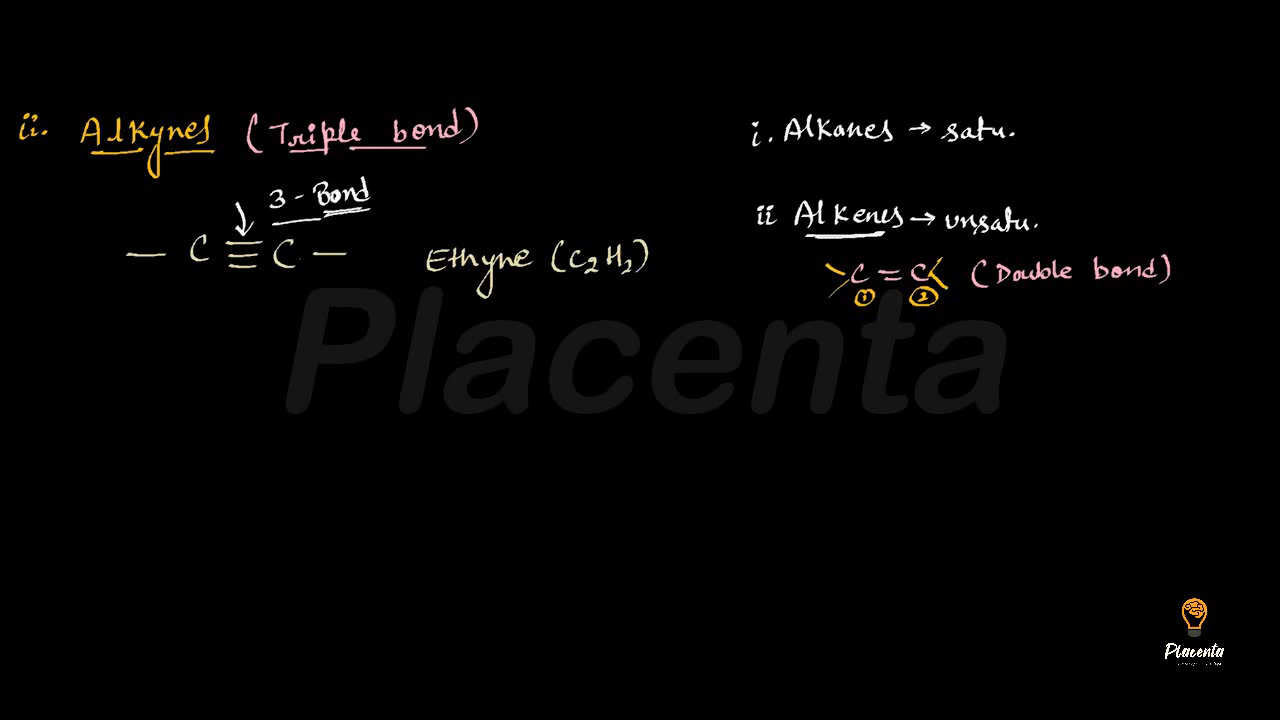 ii. Alkynes (Triple bond)
3 - Bond
— C ≡ C —
Ethyne (C₂H₂)
i. Alkanes → satu.
ii Alkenes → unsatu.
C = C (Double bond)
1 2
Placenta
Placenta